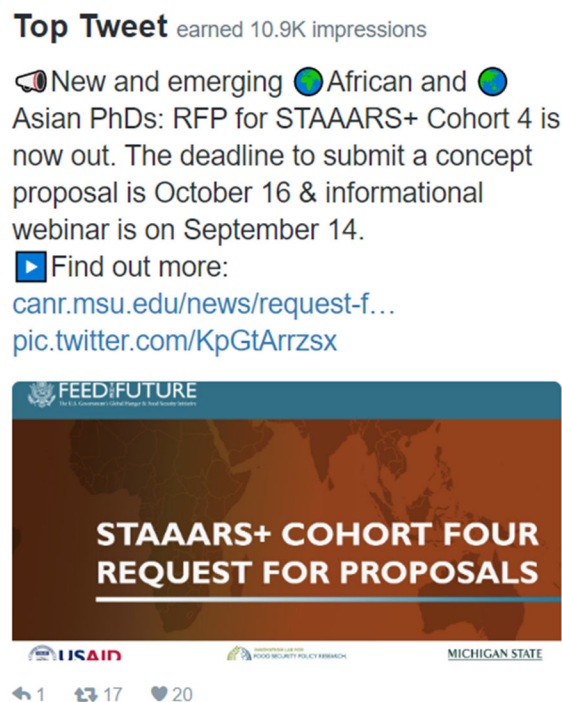 Top Tweet earned 10.9K impressions
New and emerging African and
Asian PhDs: RFP for STAAARS+ Cohort 4 is
now out. The deadline to submit a concept
proposal is October 16 & informational
webinar is on September 14.
Find out more:
canr.msu.edu/news/request-f…
pic.twitter.com/KpGtArrzsx
FEED THE FUTURE
The U.S. Government's Global Hunger & Food Security Initiative
STAAARS+ COHORT FOUR
REQUEST FOR PROPOSALS
USAID
INNOVATION LAB FOR
FOOD SECURITY POLICY RESEARCH
MICHIGAN STATE
1 17 20